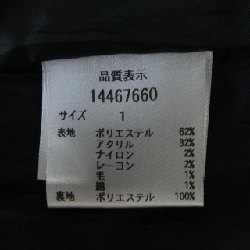 品質表示
14467660
サイズ 1
表地 ポリエステル 62%
アクリル 32%
ナイロン 2%
レーヨン 2%
毛 1%
綿 1%
裏地 ポリエステル 100%